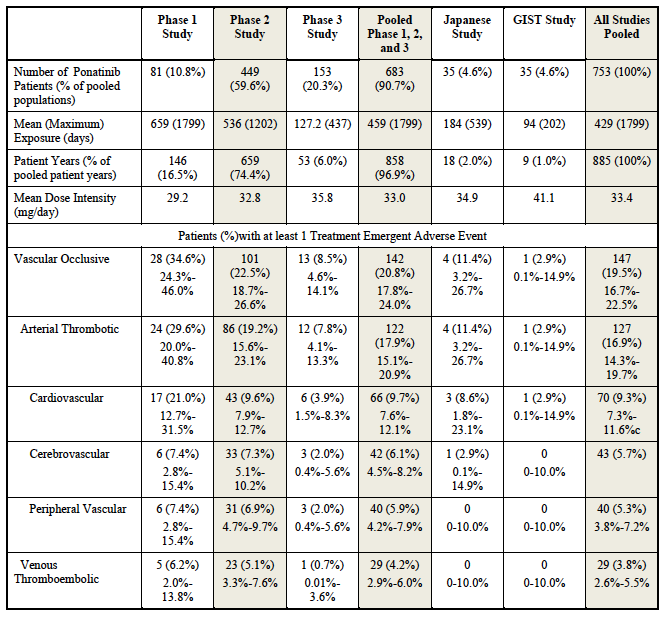 Phase 1 Study Phase 2 Study Phase 3 Study Pooled Phase 1, 2, and 3 Japanese Study GIST Study All Studies Pooled
Number of Ponatinib Patients (% of pooled populations) 81 (10.8%) 449 (59.6%) 153 (20.3%) 683 (90.7%) 35 (4.6%) 35 (4.6%) 753 (100%)
Mean (Maximum) Exposure (days) 659 (1799) 536 (1202) 127.2 (437) 459 (1799) 184 (539) 94 (202) 429 (1799)
Patient Years (% of pooled patient years) 146 (16.5%) 659 (74.4%) 53 (6.0%) 858 (96.9%) 18 (2.0%) 9 (1.0%) 885 (100%)
Mean Dose Intensity (mg/day) 29.2 32.8 35.8 33.0 34.9 41.1 33.4
Patients (%)with at least 1 Treatment Emergent Adverse Event
Vascular Occlusive 28 (34.6%) 101 (22.5%) 13 (8.5%) 142 (20.8%) 4 (11.4%) 1 (2.9%) 147 (19.5%)
24.3%-46.0% 18.7%-26.6% 4.6%-14.1% 17.8%-24.0% 3.2%-26.7% 0.1%-14.9% 16.7%-22.5%
Arterial Thrombotic 24 (29.6%) 86 (19.2%) 12 (7.8%) 122 (17.9%) 4 (11.4%) 1 (2.9%) 127 (16.9%)
20.0%-40.8% 15.6%-23.1% 4.1%-13.3% 15.1%-20.9% 3.2%-26.7% 0.1%-14.9% 14.3%-19.7%
Cardiovascular 17 (21.0%) 43 (9.6%) 6 (3.9%) 66 (9.7%) 3 (8.6%) 1 (2.9%) 70 (9.3%)
12.7%-31.5% 7.9%-12.7% 1.5%-8.3% 7.6%-12.1% 1.8%-23.1% 0.1%-14.9% 7.3%-11.6%c
Cerebrovascular 6 (7.4%) 33 (7.3%) 3 (2.0%) 42 (6.1%) 1 (2.9%) 0 43 (5.7%)
2.8%-15.4% 5.1%-10.2% 0.4%-5.6% 4.5%-8.2% 0.1%-14.9% 0-10.0%
Peripheral Vascular 6 (7.4%) 31 (6.9%) 3 (2.0%) 40 (5.9%) 0 0 40 (5.3%)
2.8%-15.4% 4.7%-9.7% 0.4%-5.6% 4.2%-7.9% 0-10.0% 0-10.0% 3.8%-7.2%
Venous Thromboembolic 5 (6.2%) 23 (5.1%) 1 (0.7%) 29 (4.2%) 0 0 29 (3.8%)
2.0%-13.8% 3.3%-7.6% 0.01%-3.6% 2.9%-6.0% 0-10.0% 0-10.0% 2.6%-5.5%